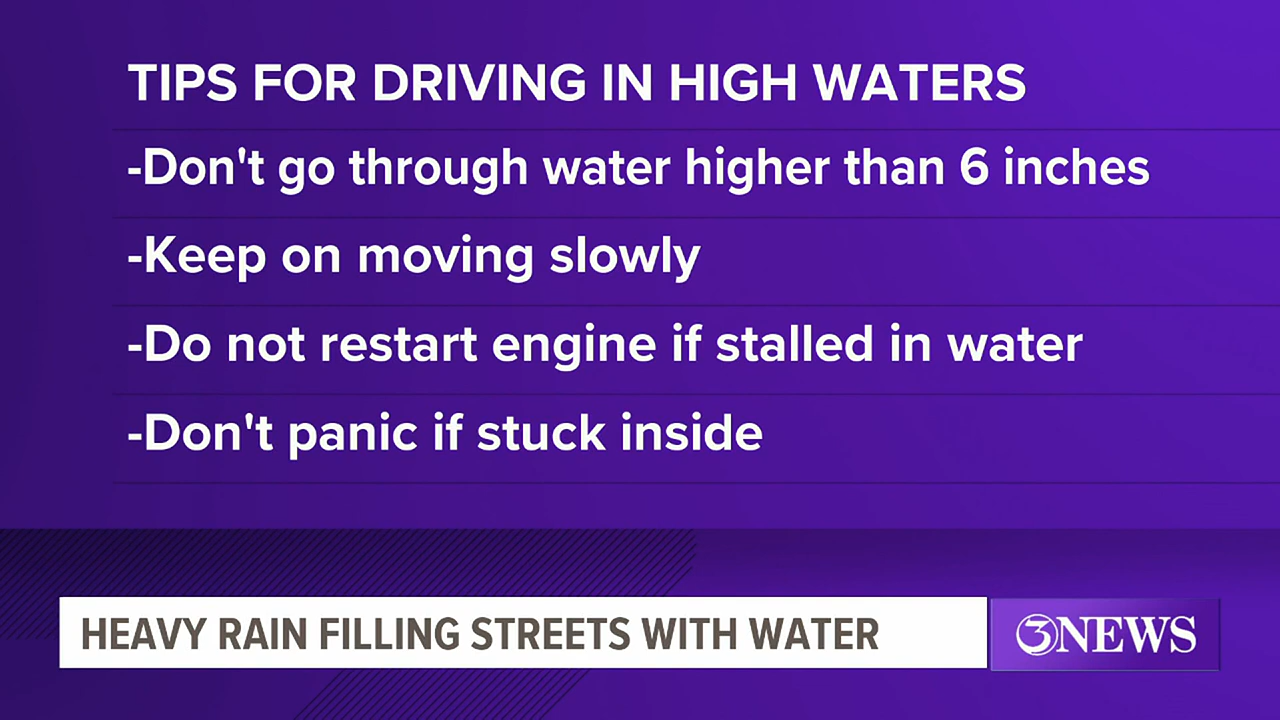 TIPS FOR DRIVING IN HIGH WATERS
-Don't go through water higher than 6 inches
-Keep on moving slowly
-Do not restart engine if stalled in water
-Don't panic if stuck inside
HEAVY RAIN FILLING STREETS WITH WATER
3NEWS